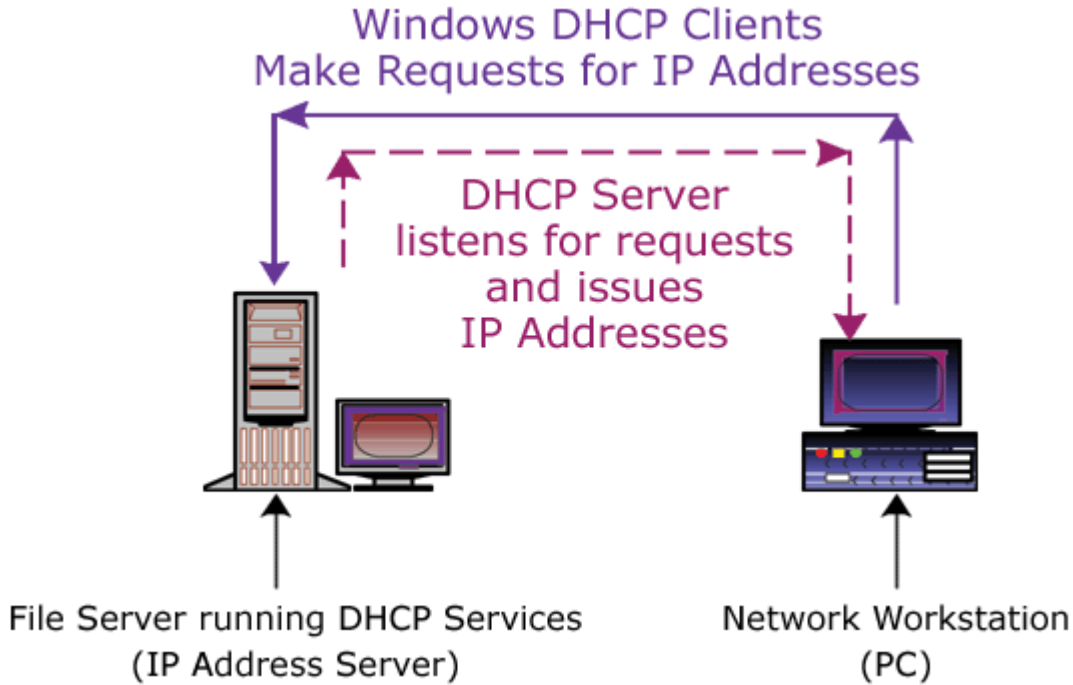 Windows DHCP Clients
Make Requests for IP Addresses
DHCP Server
listens for requests
and issues
IP Addresses
File Server running DHCP Services
(IP Address Server)
Network Workstation
(PC)